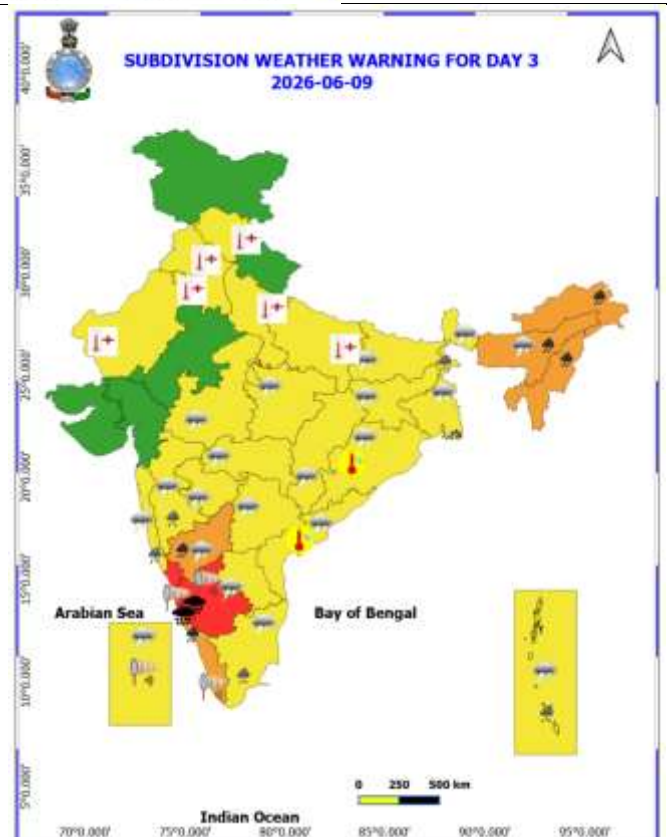 SUBDIVISION WEATHER WARNING FOR DAY 3
2026-06-09
40°0.000'
35°0.000'
30°0.000'
25°0.000'
20°0.000'
15°0.000'
10°0.000'
5°0.000'
Arabian Sea
Bay of Bengal
0 250 500 km
Indian Ocean
70°0.000' 75°0.000' 80°0.000' 85°0.000' 90°0.000' 95°0.000'